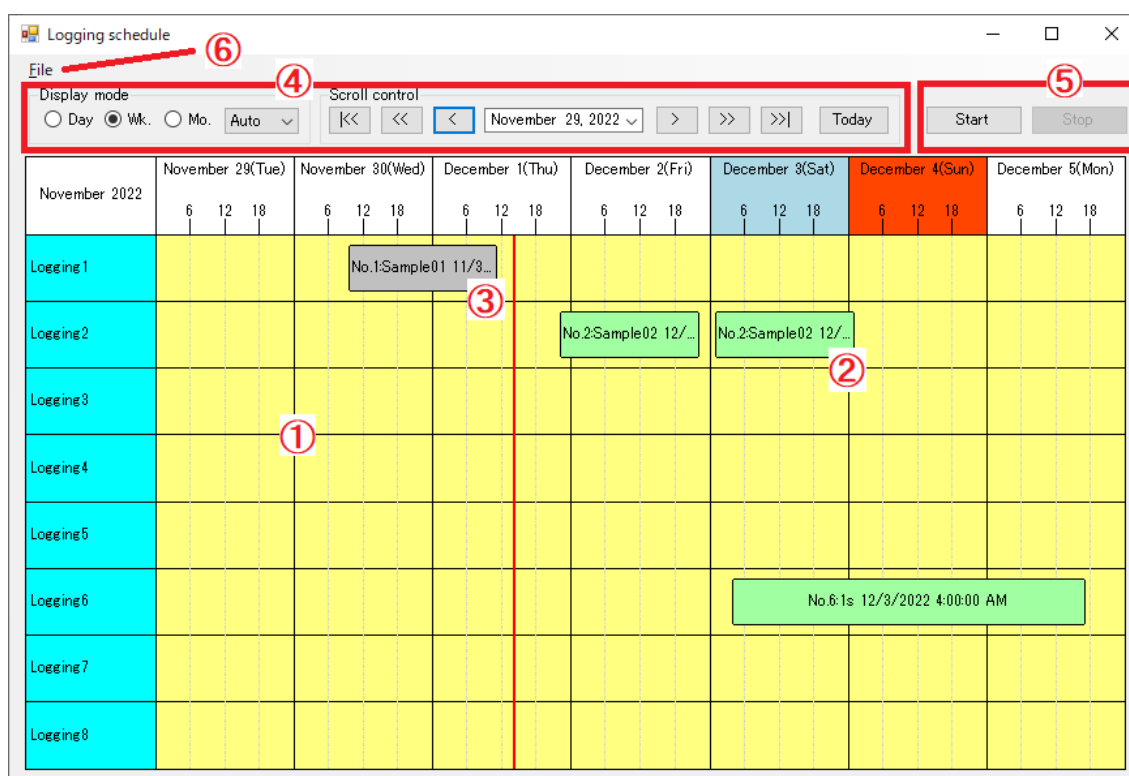 Logging schedule
⑥
File
④
⑤
Display mode
Scroll control
Day Wk. Mo. Auto |<< << < November 29, 2022 > >> >>| Today Start Stop
November 2022 November 29(Tue) November 30(Wed) December 1(Thu) December 2(Fri) December 3(Sat) December 4(Sun) December 5(Mon)
6 12 18 6 12 18 6 12 18 6 12 18 6 12 18 6 12 18 6 12 18
Logging1 No.1:Sample01 11/3...
③
Logging2 No.2:Sample02 12/... No.2:Sample02 12/...
②
Logging3
①
Logging4
Logging5
Logging6 No.6:1s 12/3/2022 4:00:00 AM
Logging7
Logging8